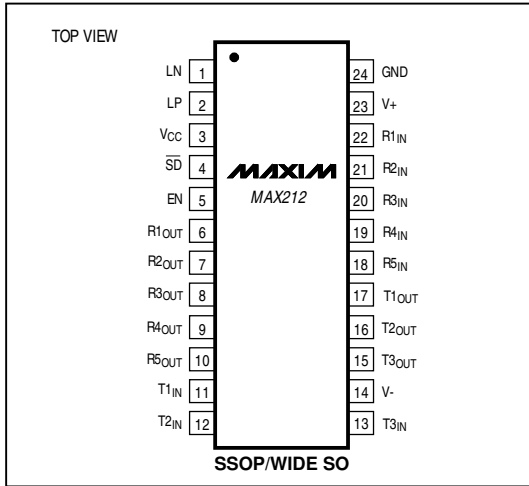 TOP VIEW
LN 1 24 GND
LP 2 23 V+
VCC 3 22 R1IN
S̅D̅ 4 21 R2IN
MAXIM
EN 5 20 R3IN
MAX212
R1OUT 6 19 R4IN
R2OUT 7 18 R5IN
R3OUT 8 17 T1OUT
R4OUT 9 16 T2OUT
R5OUT 10 15 T3OUT
T1IN 11 14 V-
T2IN 12 13 T3IN
SSOP/WIDE SO